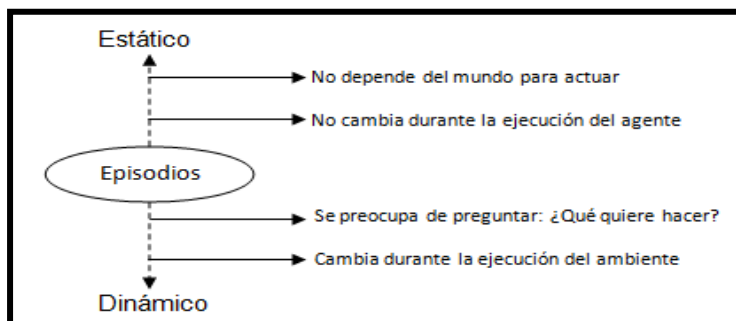 Estático
No depende del mundo para actuar
No cambia durante la ejecución del agente
Episodios
Se preocupa de preguntar: ¿Qué quiere hacer?
Cambia durante la ejecución del ambiente
Dinámico